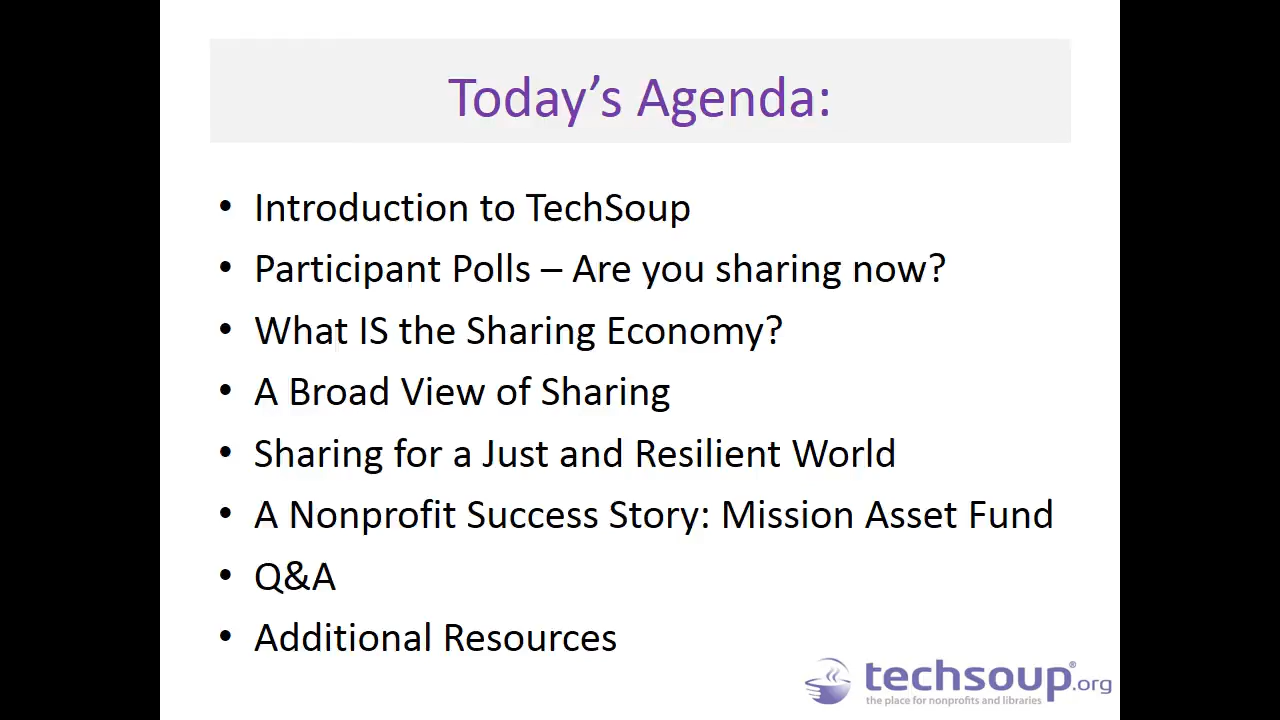 Today's Agenda:
• Introduction to TechSoup
• Participant Polls – Are you sharing now?
• What IS the Sharing Economy?
• A Broad View of Sharing
• Sharing for a Just and Resilient World
• A Nonprofit Success Story: Mission Asset Fund
• Q&A
• Additional Resources
techsoup®.org
the place for nonprofits and libraries